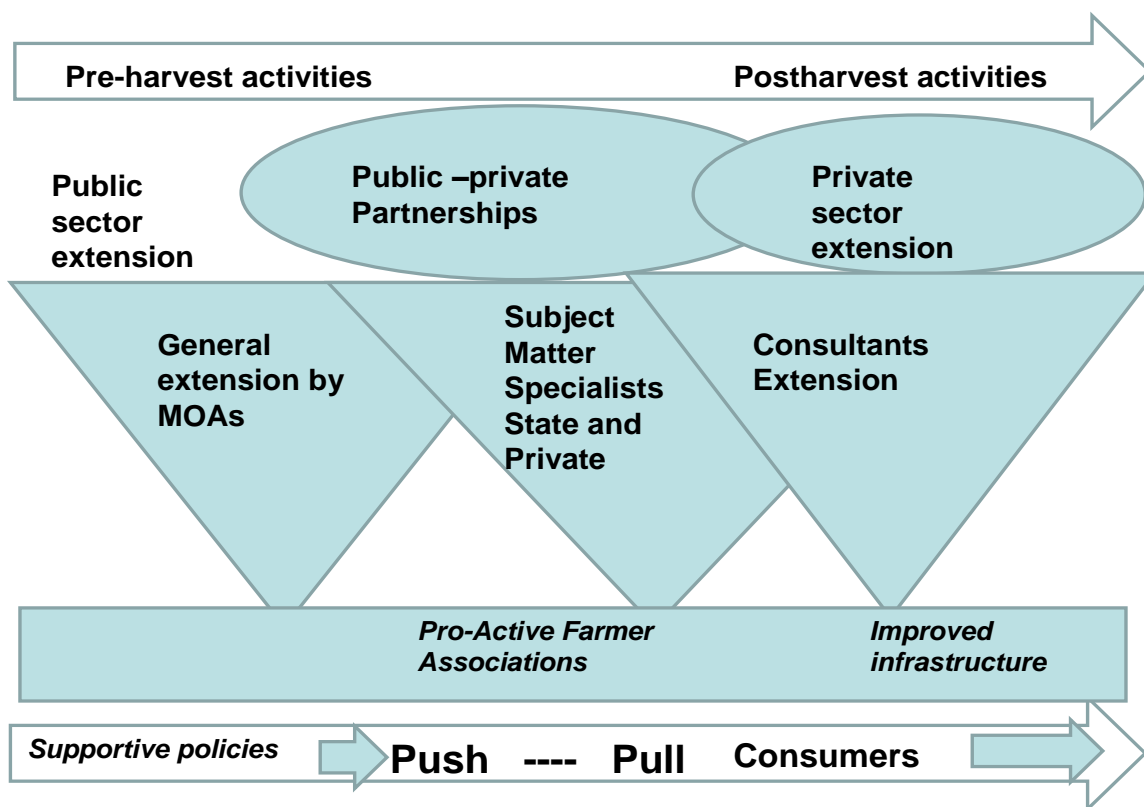 Pre-harvest activities
Postharvest activities
Public
sector
extension
Public –private
Partnerships
Private
sector
extension
General
extension by
MOAs
Subject
Matter
Specialists
State and
Private
Consultants
Extension
Pro-Active Farmer
Associations
Improved
infrastructure
Supportive policies
Push ---- Pull Consumers